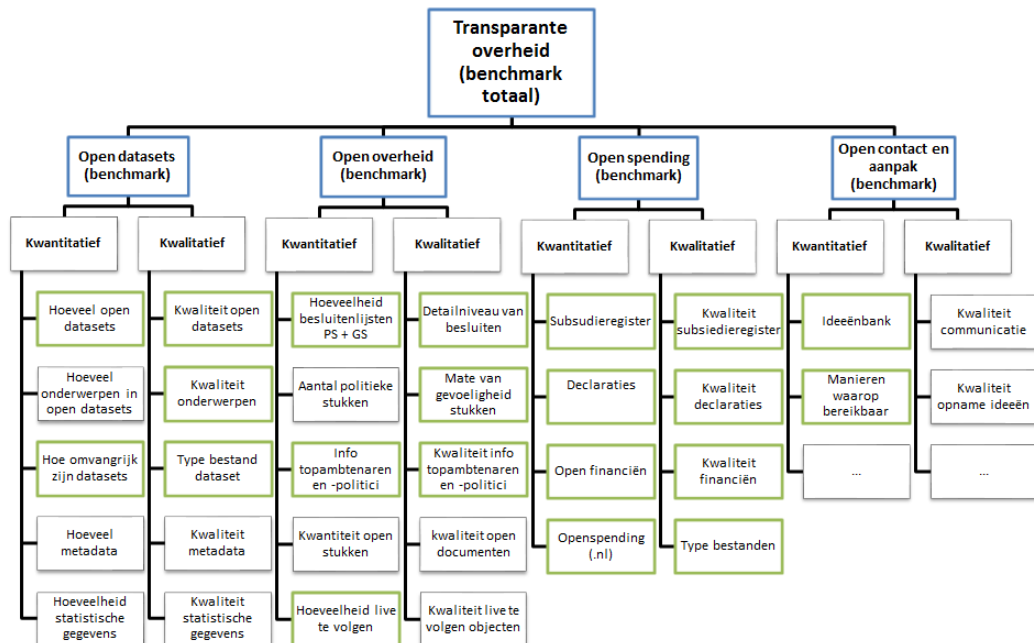 Transparante
overheid
(benchmark
totaal)
Open datasets
(benchmark)
Open overheid
(benchmark)
Open spending
(benchmark)
Open contact en
aanpak
(benchmark)
Kwantitatief
Kwalitatief
Kwantitatief
Kwalitatief
Kwantitatief
Kwalitatief
Kwantitatief
Kwalitatief
Hoeveel open
datasets
Kwaliteit open
datasets
Hoeveelheid
besluitenlijsten
PS + GS
Detailniveau van
besluiten
Subsudieregister
Kwaliteit
subsiedieregister
Ideeënbank
Kwaliteit
communicatie
Hoeveel
onderwerpen in
open datasets
Kwaliteit
onderwerpen
Aantal politieke
stukken
Mate van
gevoeligheid
stukken
Declaraties
Kwaliteit
declaraties
Manieren
waarop
bereikbaar
Kwaliteit
opname ideeën
Hoe omvangrijk
zijn datasets
Type bestand
dataset
Info
topambtenaren
en -politici
Kwaliteit info
topambtenaren
en -politici
Open financiën
Kwaliteit
financiën
...
...
Hoeveel
metadata
Kwaliteit
metadata
Kwantiteit open
stukken
kwaliteit open
documenten
Openspending
(.nl)
Type bestanden
Hoeveelheid
statistische
gegevens
Kwaliteit
statistische
gegevens
Hoeveelheid live
te volgen
Kwaliteit live te
volgen objecten